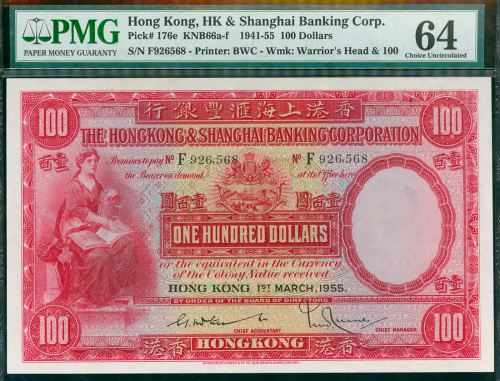 PMG
PAPER MONEY GUARANTY
Hong Kong, HK & Shanghai Banking Corp.
Pick# 176e KNB66a-f 1941-55 100 Dollars
S/N F926568 - Printer: BWC - Wmk: Warrior's Head & 100
64
Choice Uncirculated
行銀豐滙海上港香
100 100
THE HONGKONG & SHANGHAI BANKING CORPORATION
Promises to pay Nº F 926,568 Nº F 926,568
the Bearer on demand at its Office here
百壹 百壹
圓百壹 圓百壹
ONE HUNDRED DOLLARS
or the equivalent in the Currency
of the Colony, Value received.
HONG KONG 1ST MARCH, 1955.
BY ORDER OF THE BOARD OF DIRECTORS
CHIEF ACCOUNTANT CHIEF MANAGER.
100 港香 HONGKONG 港香 100